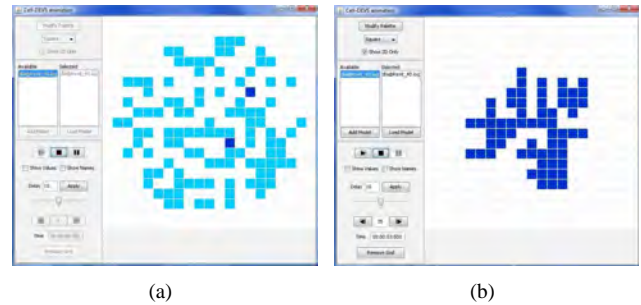 Cell-DEVS animation
Modify Palette
Square
Show 2D Only
Available
Selected
Add Model
Load Model
Show Values
Show Names
Delay
Apply
Time
Remove Grid
(a)
Cell-DEVS animation
Modify Palette
Square
Show 2D Only
Available
Selected
Add Model
Load Model
Show Values
Show Names
Delay
Apply
Time
Remove Grid
(b)